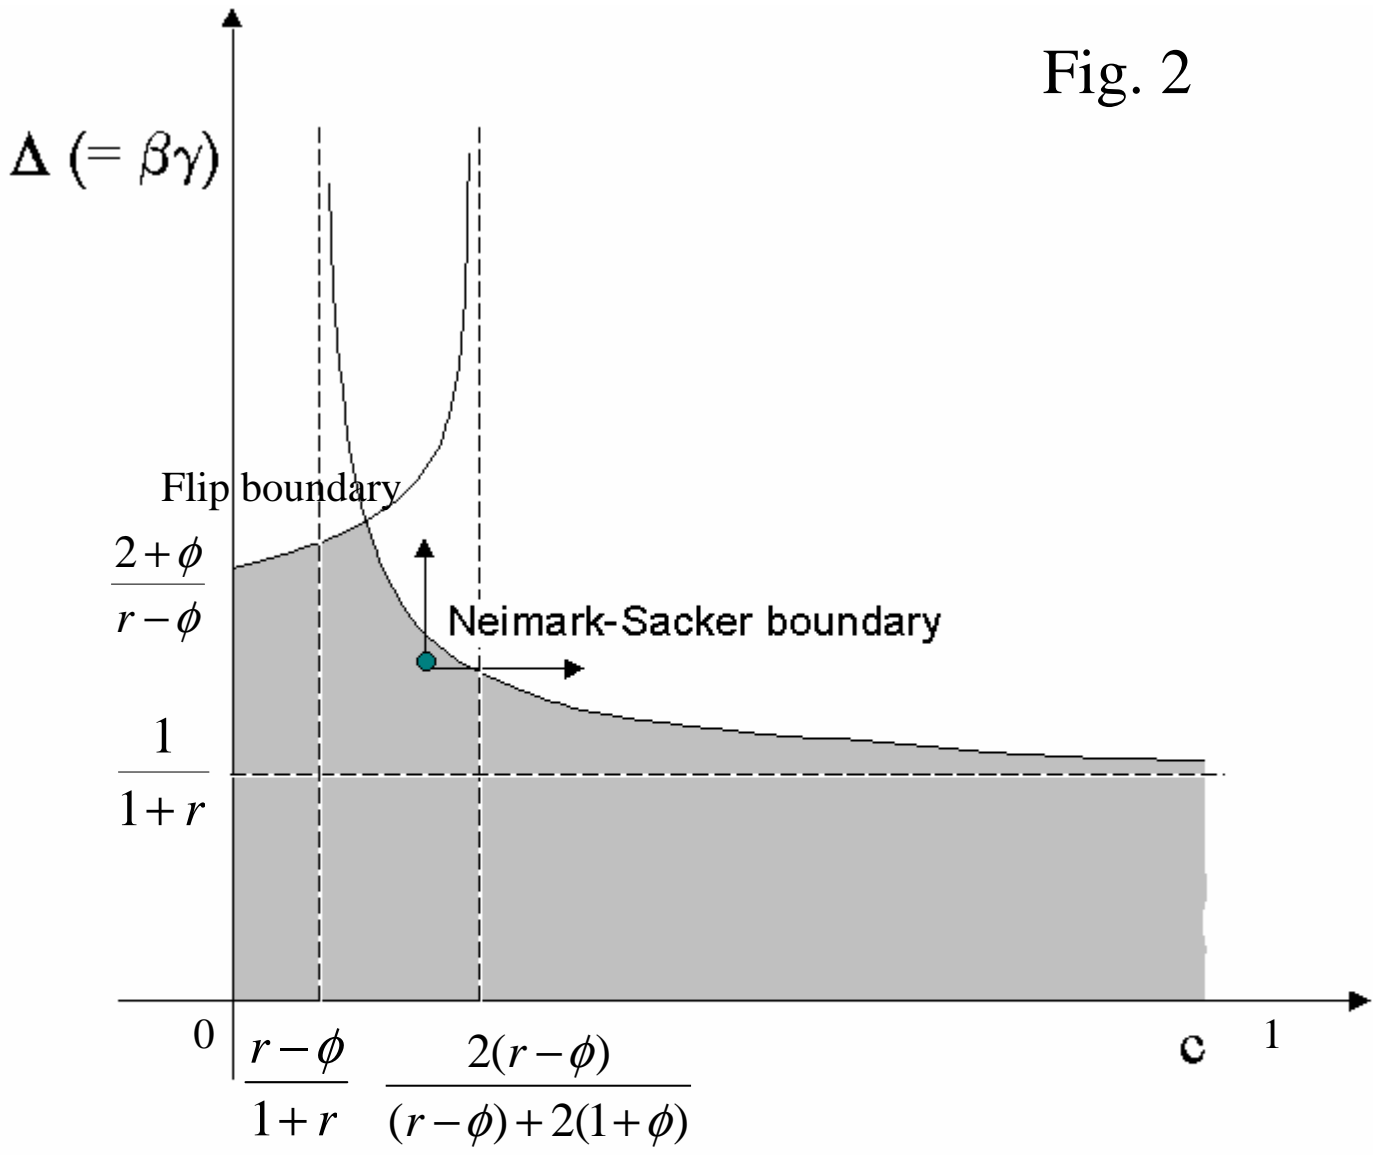 Fig. 2
Δ (= βγ)
Flip boundary
2 + φ
r − φ
Neimark-Sacker boundary
1
1 + r
0
r − φ
1 + r
2(r − φ)
(r − φ) + 2(1 + φ)
c
1